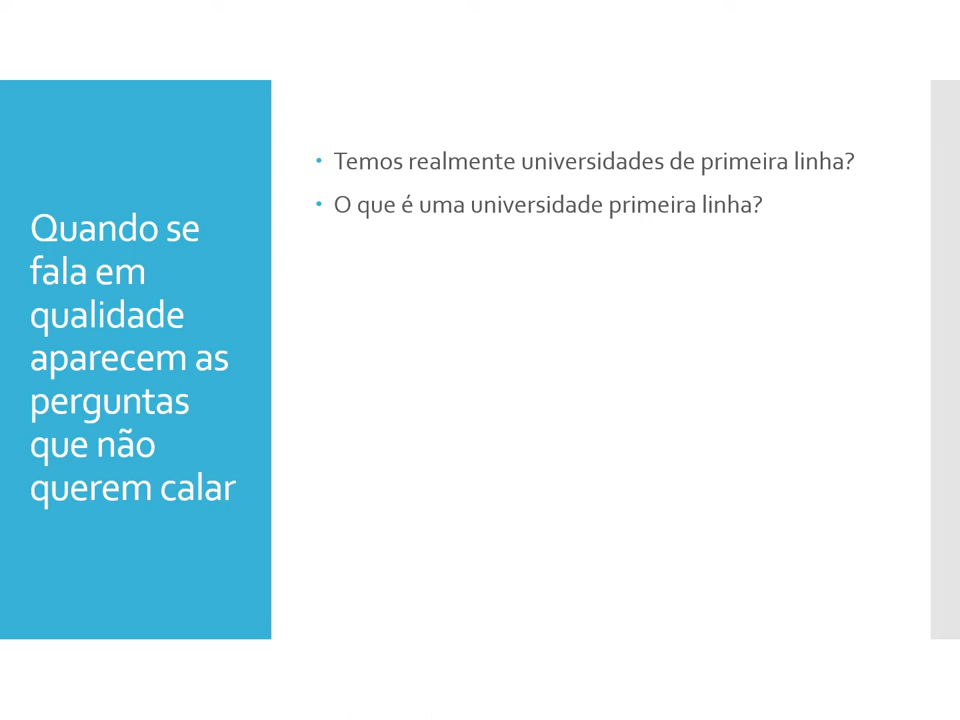 Quando se
fala em
qualidade
aparecem as
perguntas
que não
querem calar
• Temos realmente universidades de primeira linha?
• O que é uma universidade primeira linha?